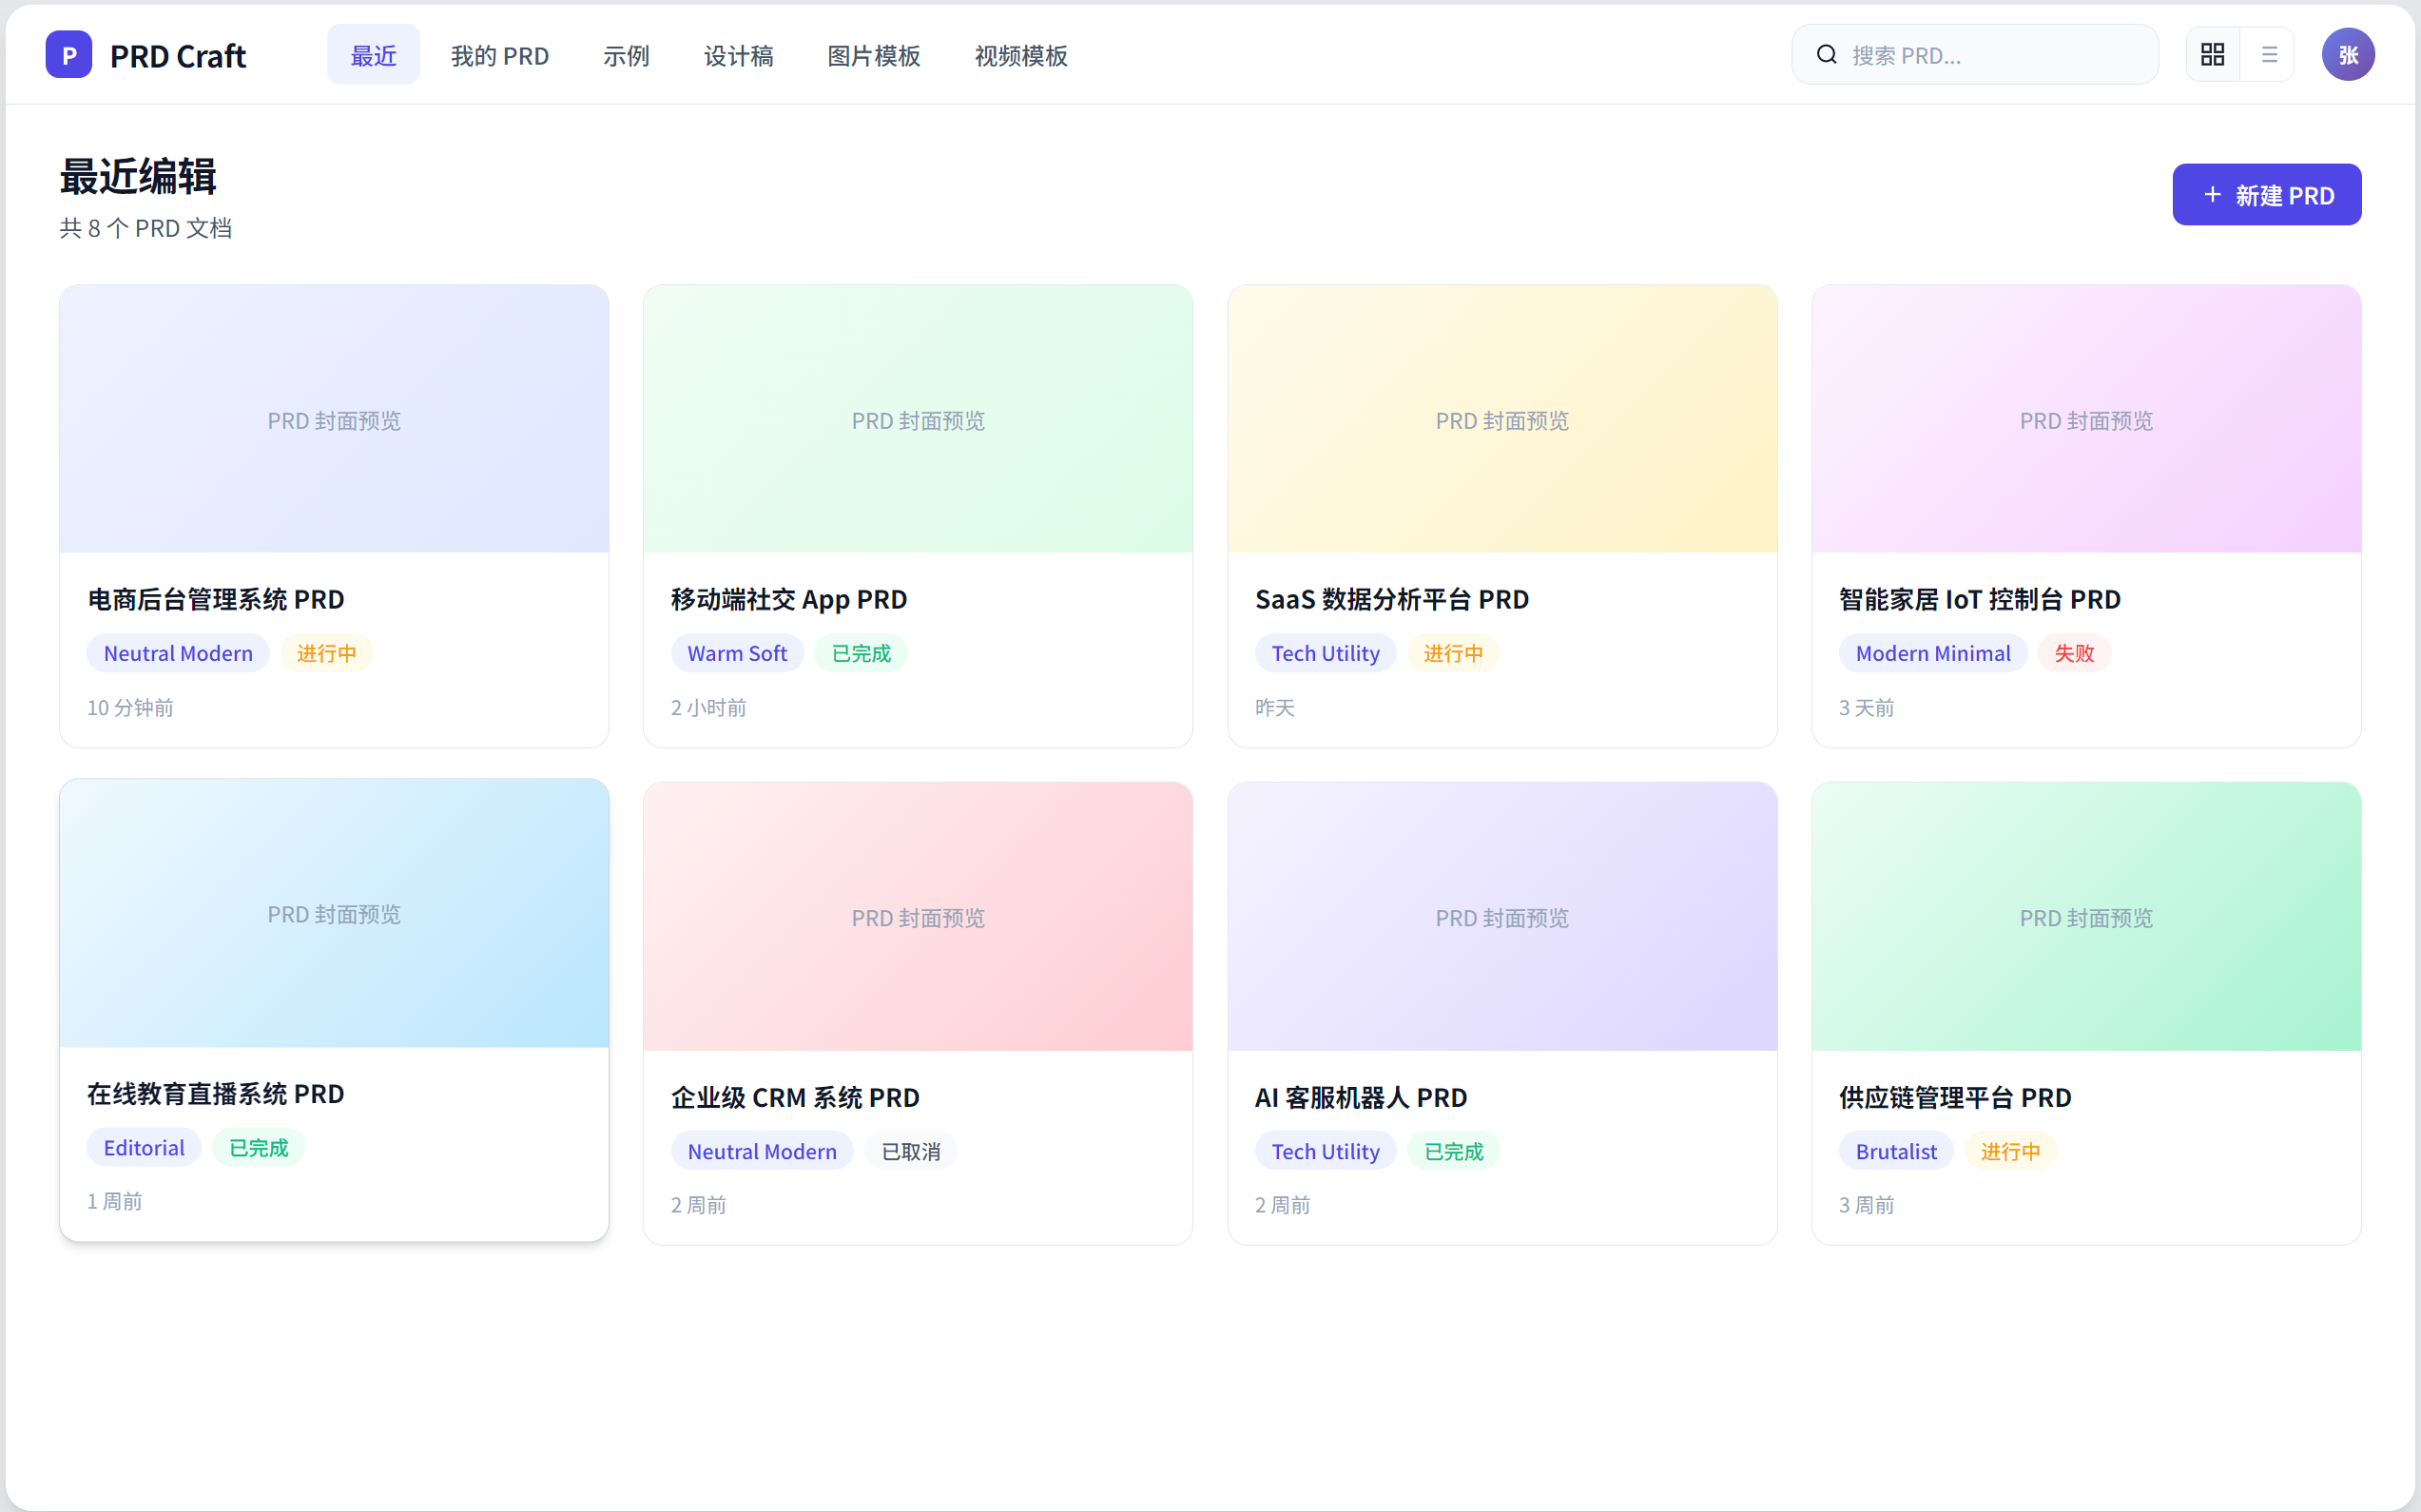 P PRD Craft 最近 我的 PRD 示例 设计稿 图片模板 视频模板 搜索 PRD... 张
最近编辑
共 8 个 PRD 文档
+ 新建 PRD
PRD 封面预览
电商后台管理系统 PRD
Neutral Modern 进行中
10 分钟前
PRD 封面预览
移动端社交 App PRD
Warm Soft 已完成
2 小时前
PRD 封面预览
SaaS 数据分析平台 PRD
Tech Utility 进行中
昨天
PRD 封面预览
智能家居 IoT 控制台 PRD
Modern Minimal 失败
3 天前
PRD 封面预览
在线教育直播系统 PRD
Editorial 已完成
1 周前
PRD 封面预览
企业级 CRM 系统 PRD
Neutral Modern 已取消
2 周前
PRD 封面预览
AI 客服机器人 PRD
Tech Utility 已完成
2 周前
PRD 封面预览
供应链管理平台 PRD
Brutalist 进行中
3 周前